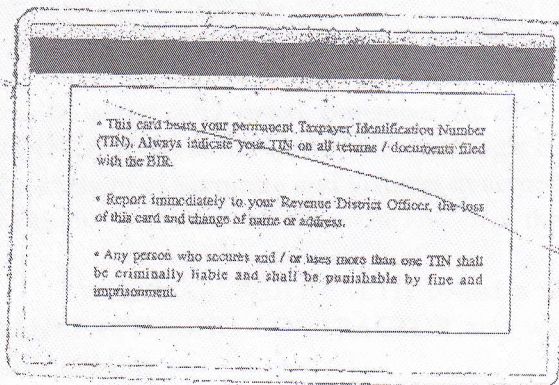 * This card bears your permanent Taxpayer Identification Number
(TIN). Always indicate your TIN on all returns / documents filed
with the BIR.
* Report immediately to your Revenue District Officer, the loss
of this card and change of name or address.
* Any person who secures and / or uses more than one TIN shall
be criminally liable and shall be punishable by fine and
imprisonment.